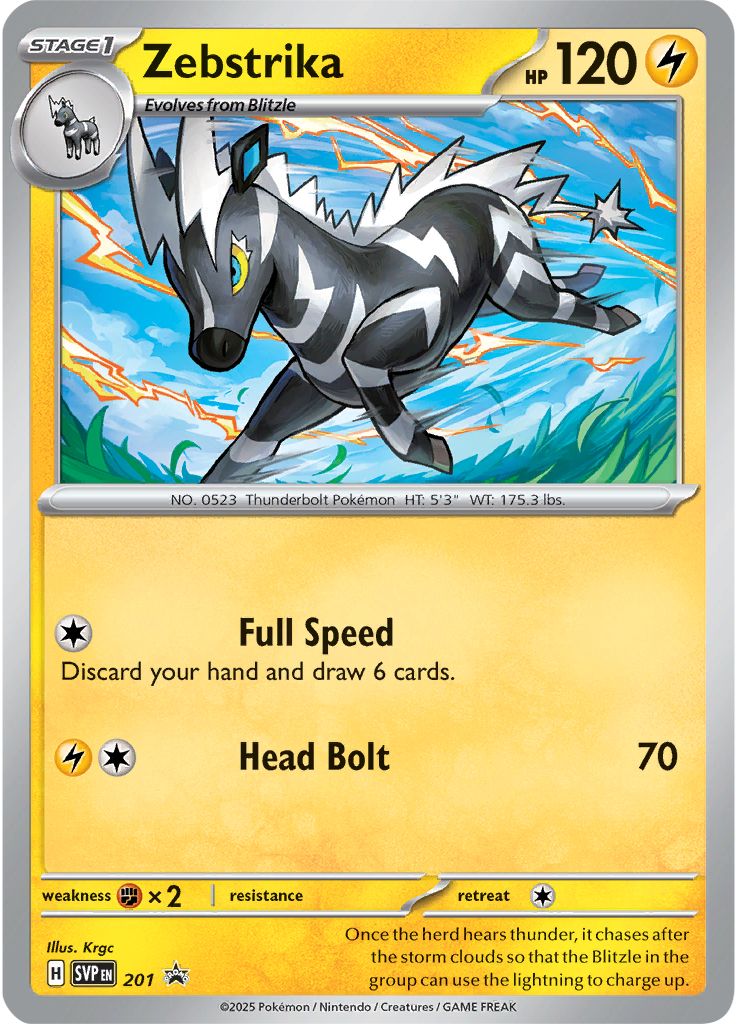 STAGE1
Zebstrika
HP 120
Evolves from Blitzle
NO. 0523 Thunderbolt Pokémon HT: 5'3" WT: 175.3 lbs.
Full Speed
Discard your hand and draw 6 cards.
Head Bolt 70
weakness ×2 resistance retreat
Illus. Krgc
Once the herd hears thunder, it chases after
the storm clouds so that the Blitzle in the
group can use the lightning to charge up.
H SVP EN 201 PROMO
©2025 Pokémon / Nintendo / Creatures / GAME FREAK